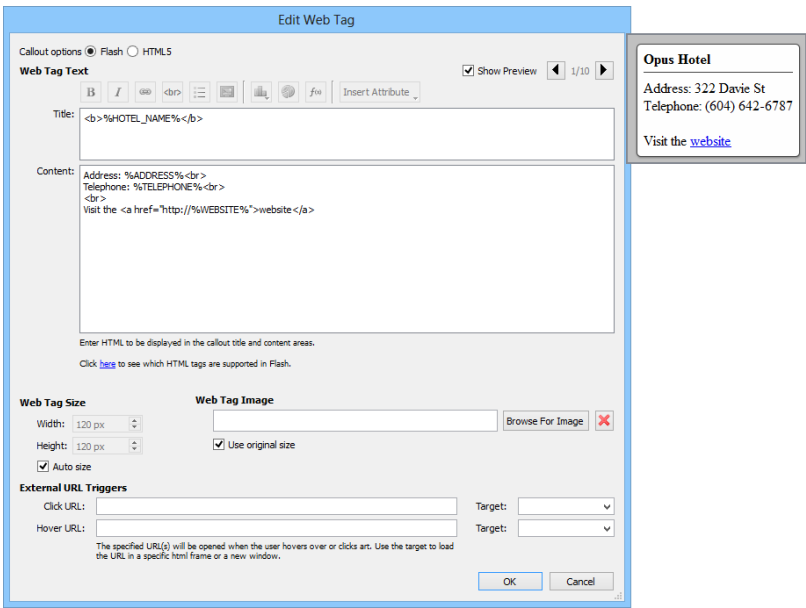 Edit Web Tag
Callout options Flash HTML5
Web Tag Text
Show Preview 1/10
B I <br> f(x) Insert Attribute
Title: <b>%HOTEL_NAME%</b>
Content: Address: %ADDRESS%<br>
Telephone: %TELEPHONE%<br>
<br>
Visit the <a href="http://%WEBSITE%">website</a>
Enter HTML to be displayed in the callout title and content areas.
Click here to see which HTML tags are supported in Flash.
Web Tag Size
Width: 120 px
Height: 120 px
Auto size
Web Tag Image
Browse For Image
Use original size
External URL Triggers
Click URL: Target:
Hover URL: Target:
The specified URL(s) will be opened when the user hovers over or clicks art. Use the target to load
the URL in a specific html frame or a new window.
OK Cancel
Opus Hotel
Address: 322 Davie St
Telephone: (604) 642-6787
Visit the website